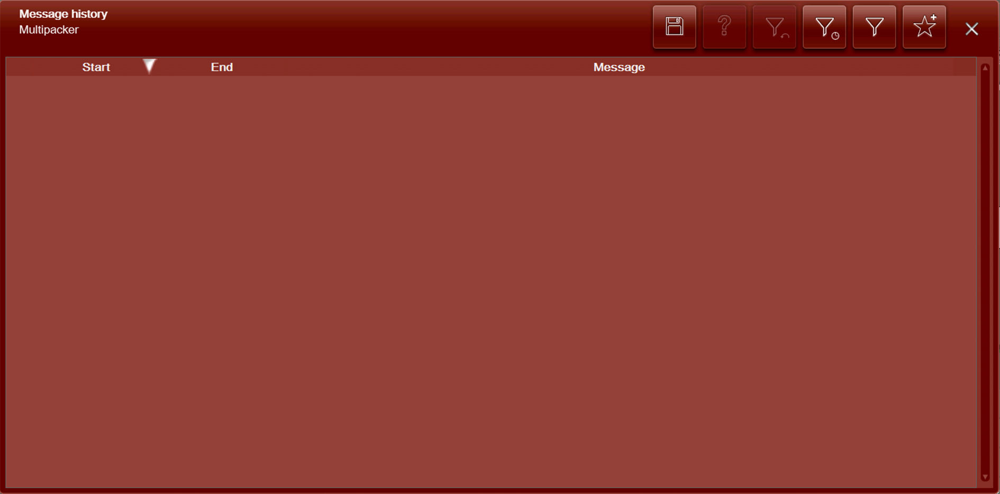 Message history
Multipacker
Start End Message